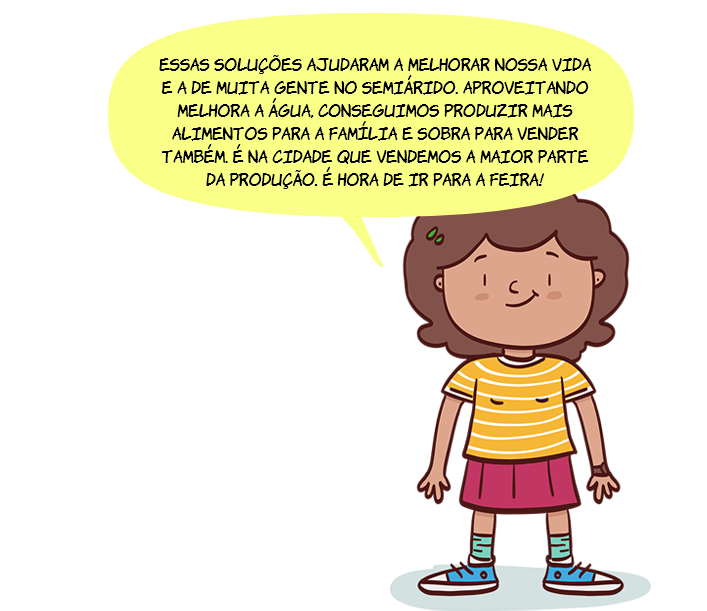 ESSAS SOLUÇÕES AJUDARAM A MELHORAR NOSSA VIDA
E A DE MUITA GENTE NO SEMIÁRIDO. APROVEITANDO
MELHORA A ÁGUA, CONSEGUIMOS PRODUZIR MAIS
ALIMENTOS PARA A FAMÍLIA E SOBRA PARA VENDER
TAMBÉM. É NA CIDADE QUE VENDEMOS A MAIOR PARTE
DA PRODUÇÃO. É HORA DE IR PARA A FEIRA!